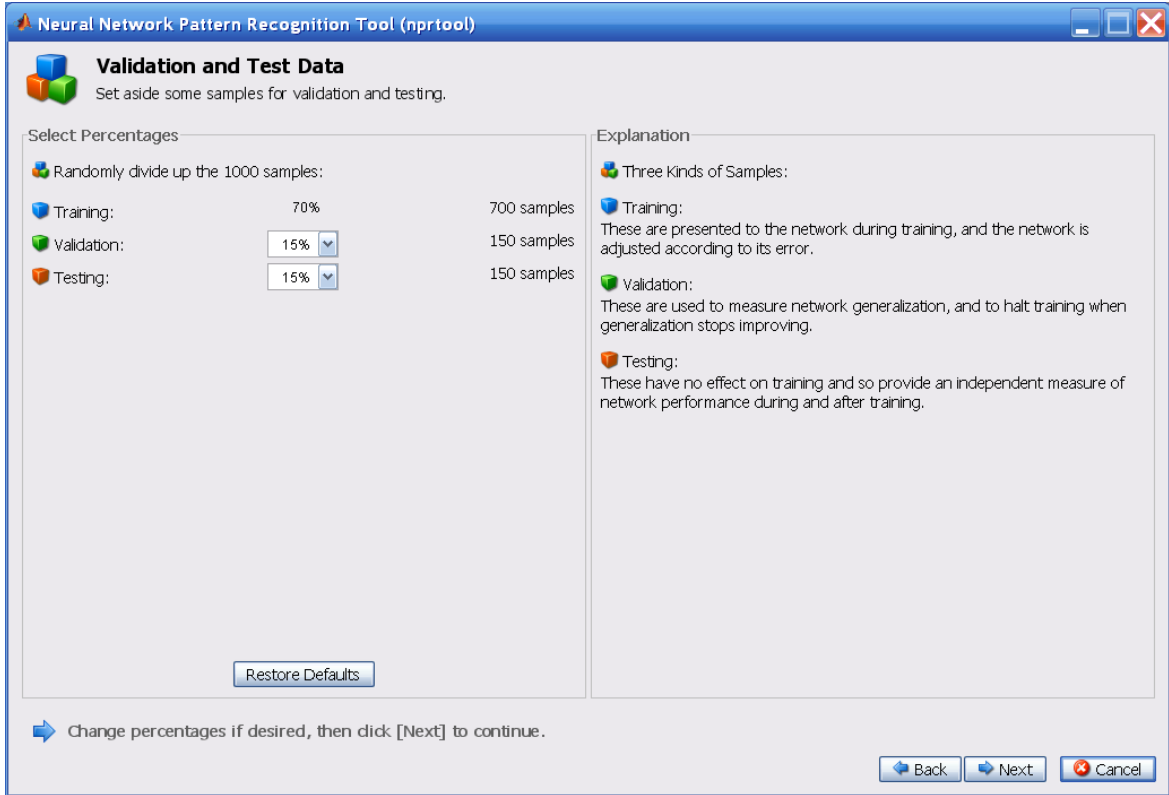 Neural Network Pattern Recognition Tool (nprtool)
Validation and Test Data
Set aside some samples for validation and testing.
Select Percentages
Randomly divide up the 1000 samples:
Training: 70% 700 samples
Validation: 15% 150 samples
Testing: 15% 150 samples
Restore Defaults
Explanation
Three Kinds of Samples:
Training:
These are presented to the network during training, and the network is
adjusted according to its error.
Validation:
These are used to measure network generalization, and to halt training when
generalization stops improving.
Testing:
These have no effect on training and so provide an independent measure of
network performance during and after training.
Change percentages if desired, then click [Next] to continue.
Back Next Cancel